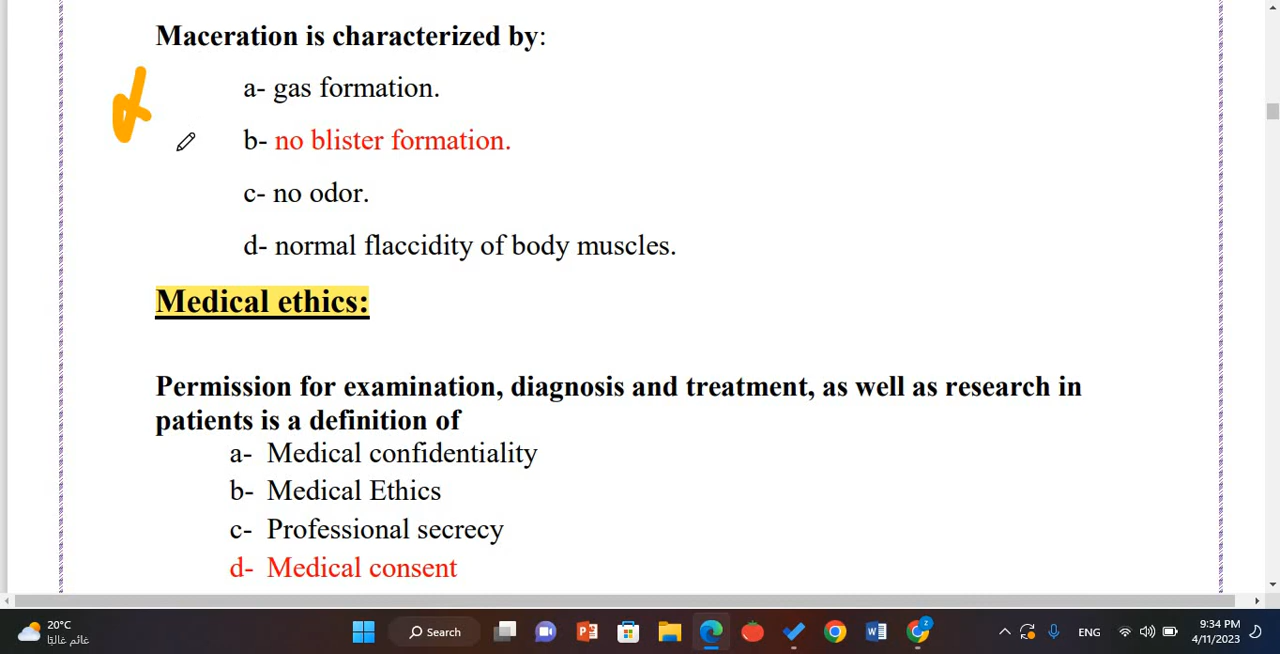 Maceration is characterized by:
a- gas formation.
b- no blister formation.
c- no odor.
d- normal flaccidity of body muscles.
Medical ethics:
Permission for examination, diagnosis and treatment, as well as research in
patients is a definition of
a- Medical confidentiality
b- Medical Ethics
c- Professional secrecy
d- Medical consent
20°C
غائم غالبًا
Search
ENG
9:34 PM
4/11/2023